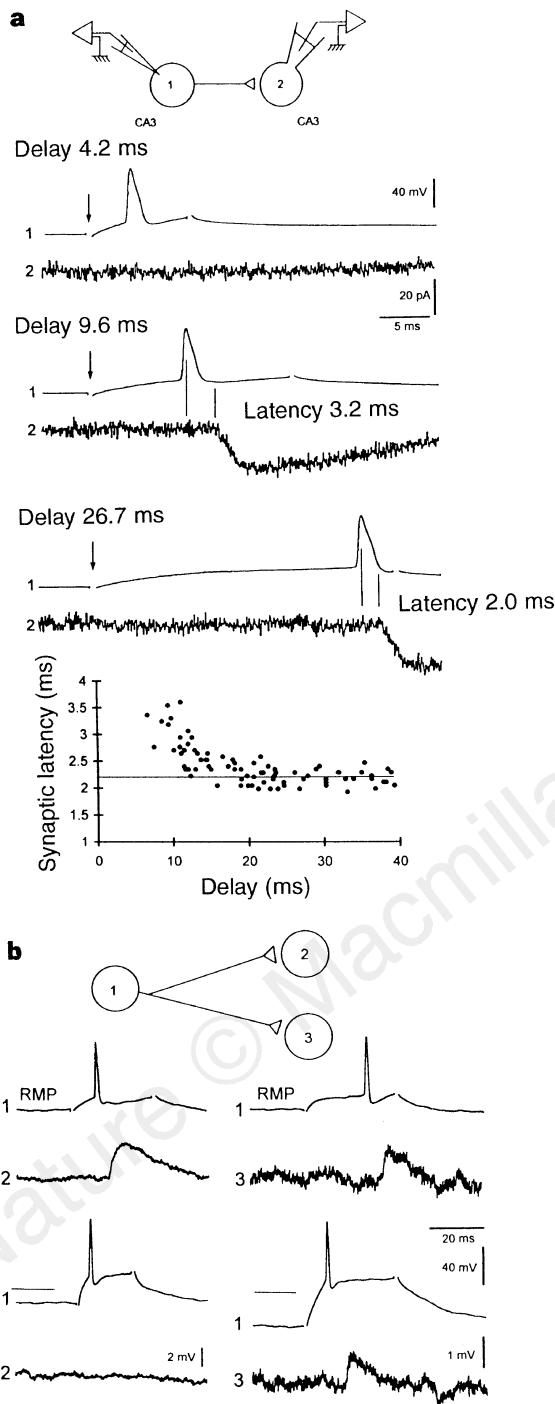 a
1
2
CA3
CA3
Delay 4.2 ms
40 mV
1
2
20 pA
5 ms
Delay 9.6 ms
1
Latency 3.2 ms
2
Delay 26.7 ms
1
Latency 2.0 ms
2
Synaptic latency (ms)
4
3.5
3
2.5
2
1
1
0
10
20
30
40
Delay (ms)
b
2
1
3
RMP
RMP
1
1
2
3
20 ms
40 mV
1
1
2 mV
1 mV
2
3
Nature © Macmilla